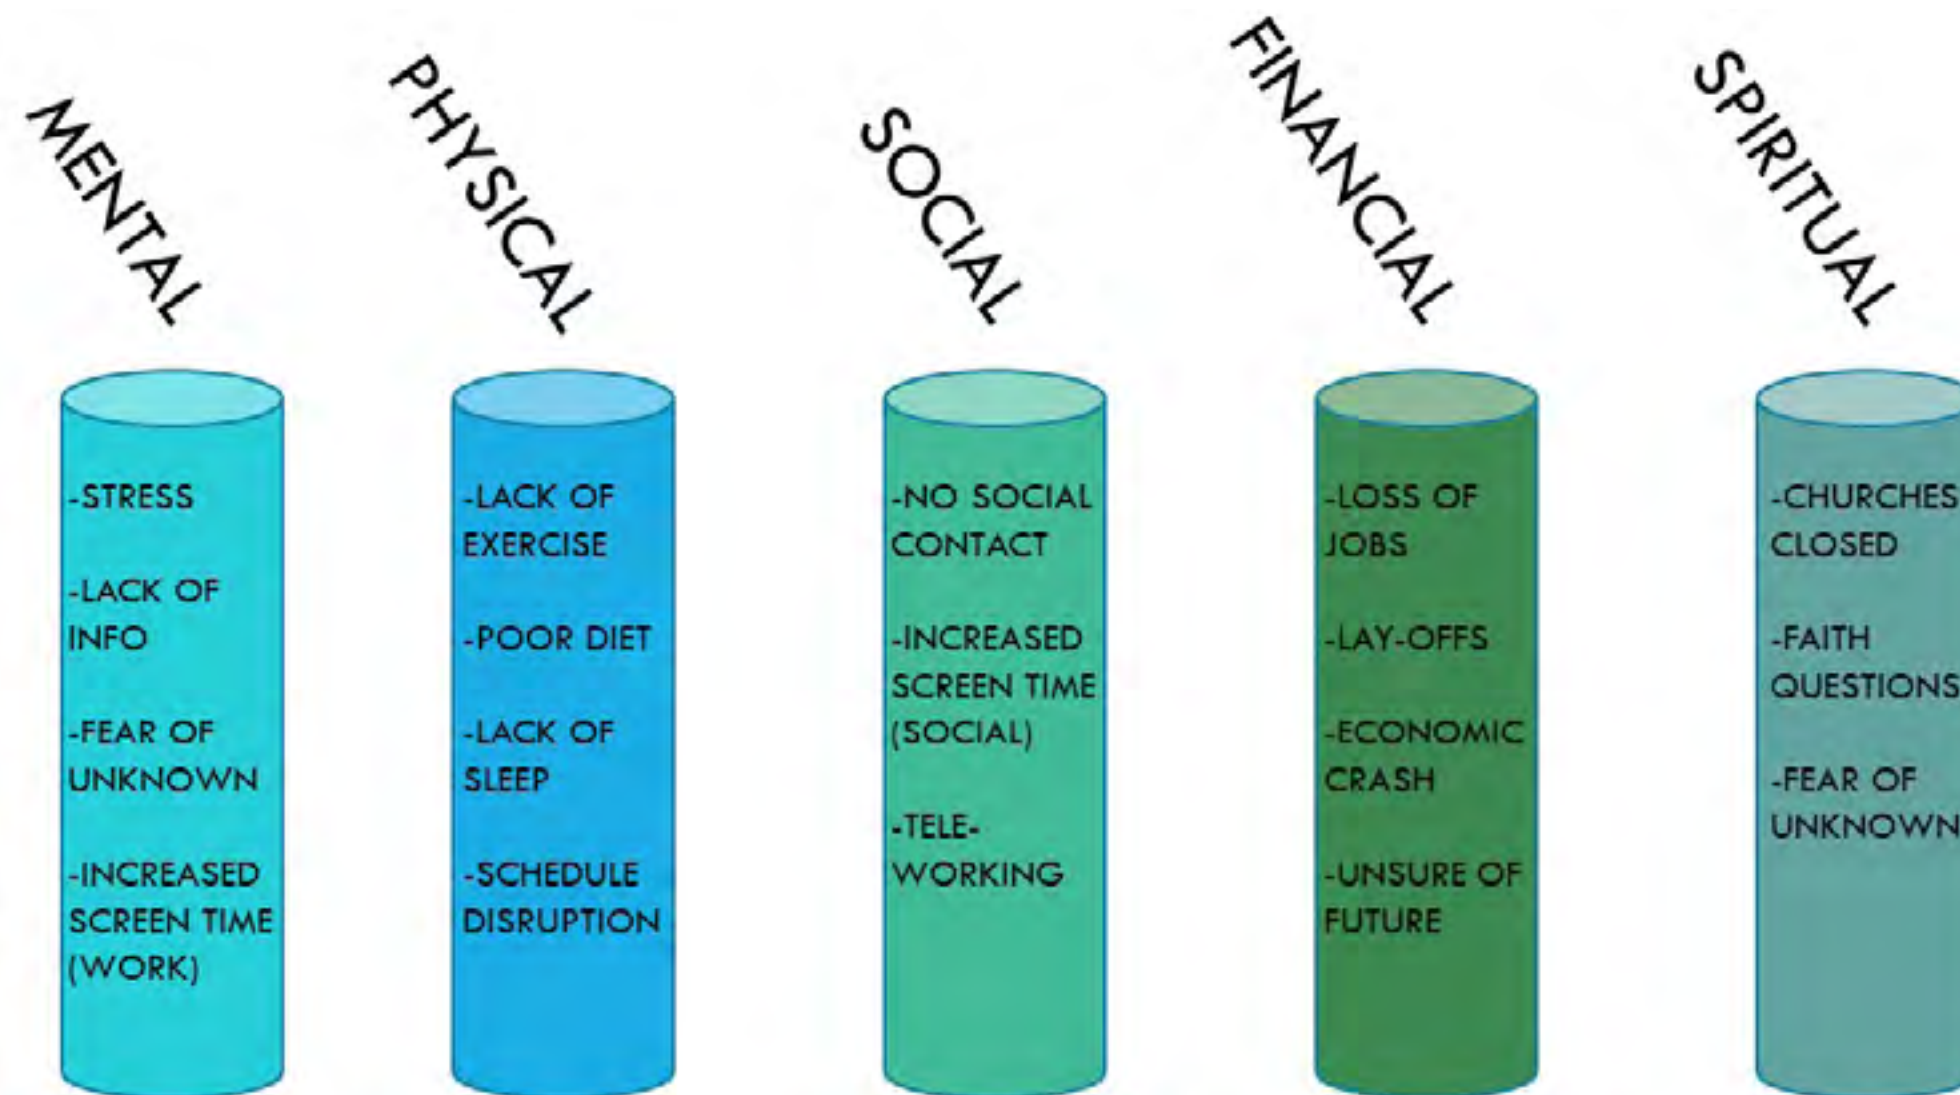 MENTAL
PHYSICAL
SOCIAL
FINANCIAL
SPIRITUAL
-STRESS
-LACK OF
INFO
-FEAR OF
UNKNOWN
-INCREASED
SCREEN TIME
(WORK)
-LACK OF
EXERCISE
-POOR DIET
-LACK OF
SLEEP
-SCHEDULE
DISRUPTION
-NO SOCIAL
CONTACT
-INCREASED
SCREEN TIME
(SOCIAL)
-TELE-
WORKING
-LOSS OF
JOBS
-LAY-OFFS
-ECONOMIC
CRASH
-UNSURE OF
FUTURE
-CHURCHES
CLOSED
-FAITH
QUESTIONS
-FEAR OF
UNKNOWN